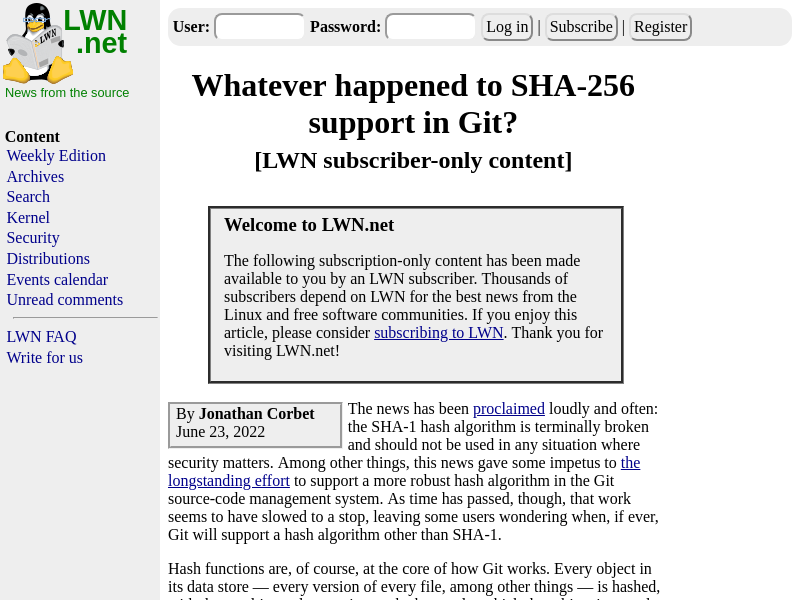 LWN
.net
News from the source
Content
Weekly Edition
Archives
Search
Kernel
Security
Distributions
Events calendar
Unread comments
LWN FAQ
Write for us
User: Password: Log in | Subscribe | Register
Whatever happened to SHA-256
support in Git?
[LWN subscriber-only content]
Welcome to LWN.net
The following subscription-only content has been made
available to you by an LWN subscriber. Thousands of
subscribers depend on LWN for the best news from the
Linux and free software communities. If you enjoy this
article, please consider subscribing to LWN. Thank you for
visiting LWN.net!
By Jonathan Corbet
June 23, 2022
The news has been proclaimed loudly and often:
the SHA-1 hash algorithm is terminally broken
and should not be used in any situation where
security matters. Among other things, this news gave some impetus to the
longstanding effort to support a more robust hash algorithm in the Git
source-code management system. As time has passed, though, that work
seems to have slowed to a stop, leaving some users wondering when, if ever,
Git will support a hash algorithm other than SHA-1.
Hash functions are, of course, at the core of how Git works. Every object in
its data store — every version of every file, among other things — is hashed,